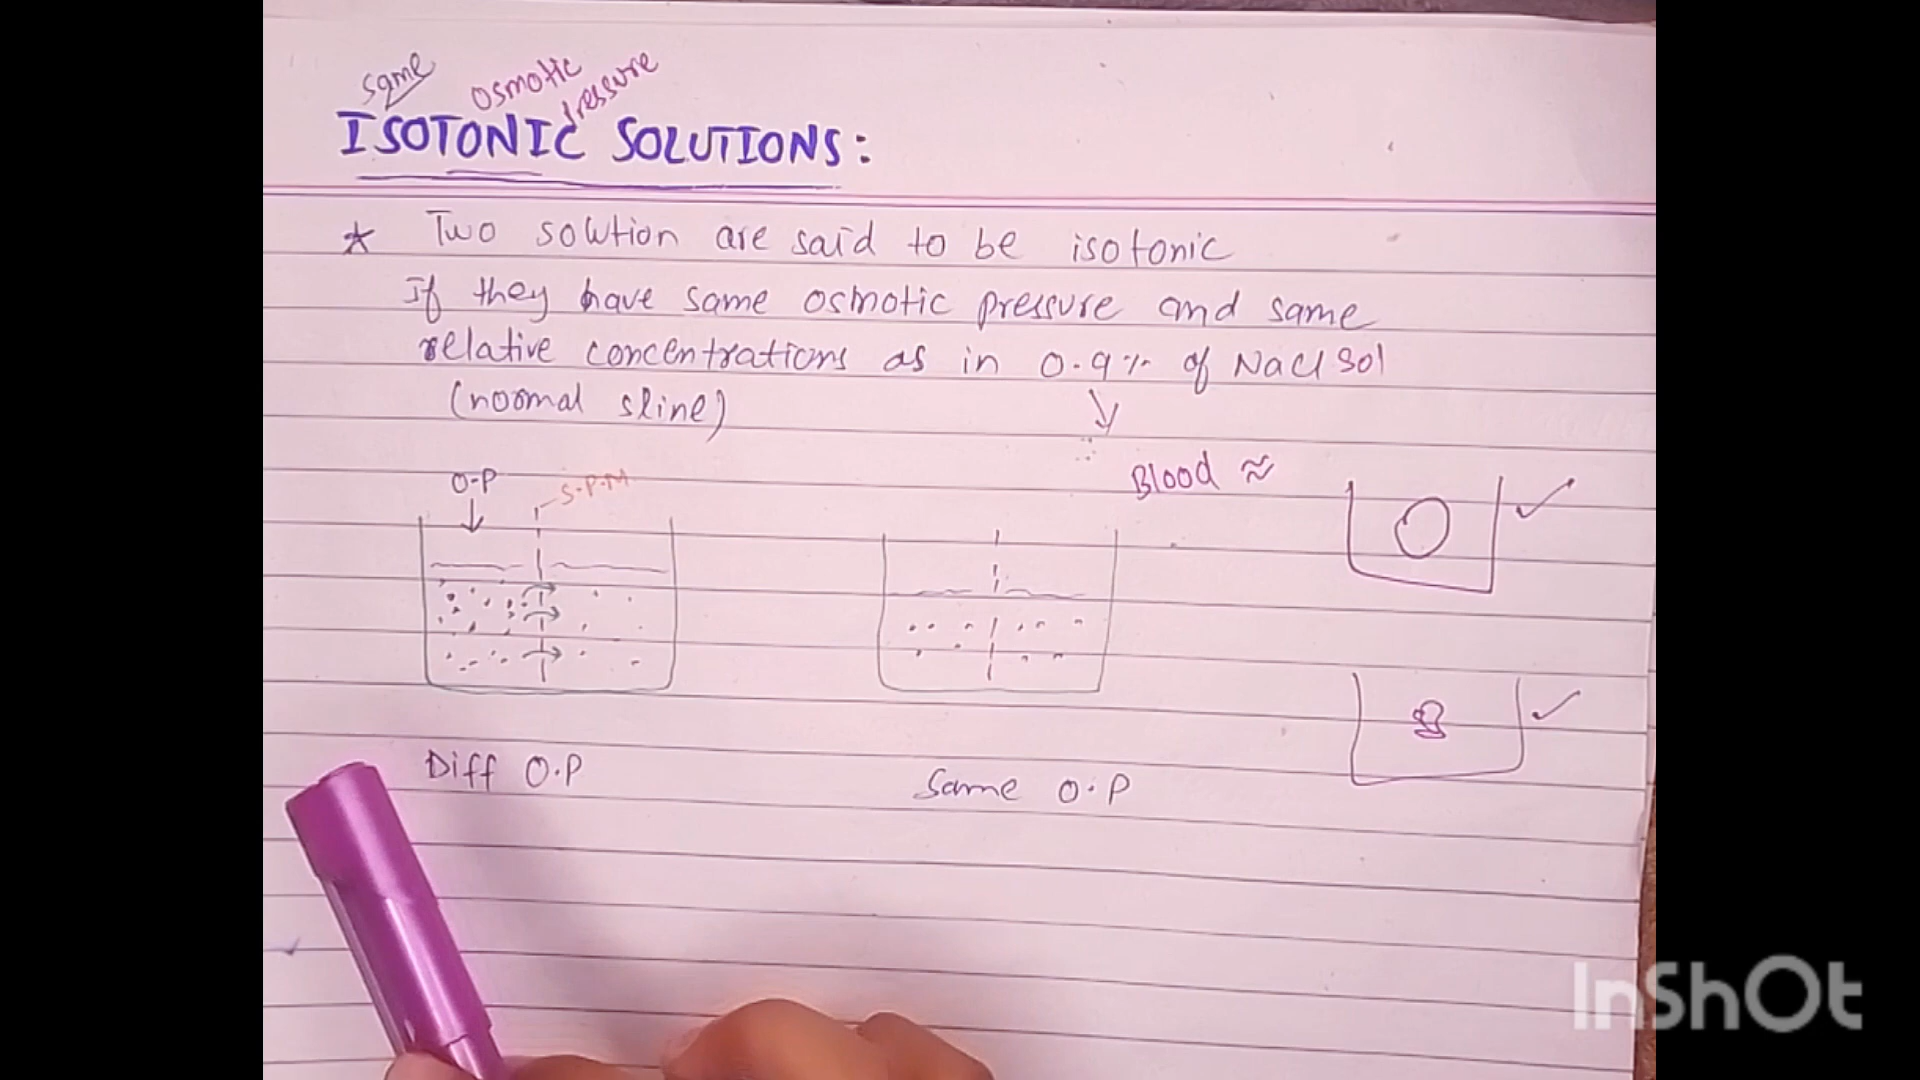 same osmotic pressure
ISOTONIC SOLUTIONS:
* Two solution are said to be isotonic
If they have same osmotic pressure and same
relative concentrations as in 0.9% of NaCl Sol
(normal sline)
Blood ≈
O-P
S.P.M
Diff O.P
Same O.P
InShOt